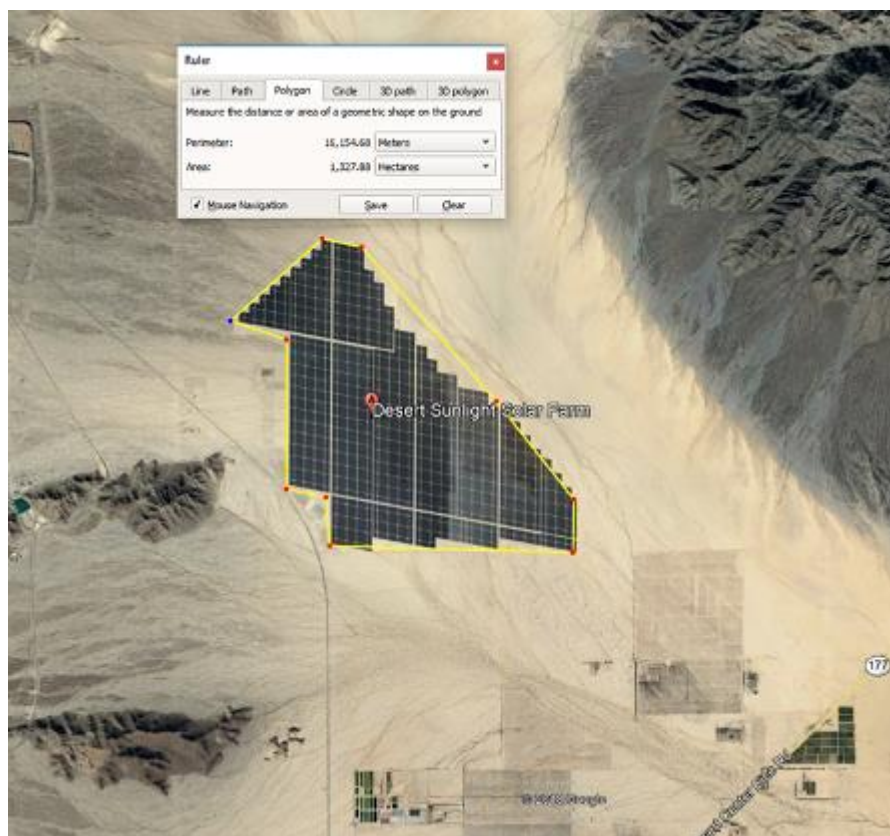 Ruler
Line Path Polygon Circle 3D path 3D polygon
Measure the distance or area of a geometric shape on the ground
Perimeter: 16,154.68 Meters
Area: 1,327.88 Hectares
Mouse Navigation Save Clear
Desert Sunlight Solar Farm
177
Google